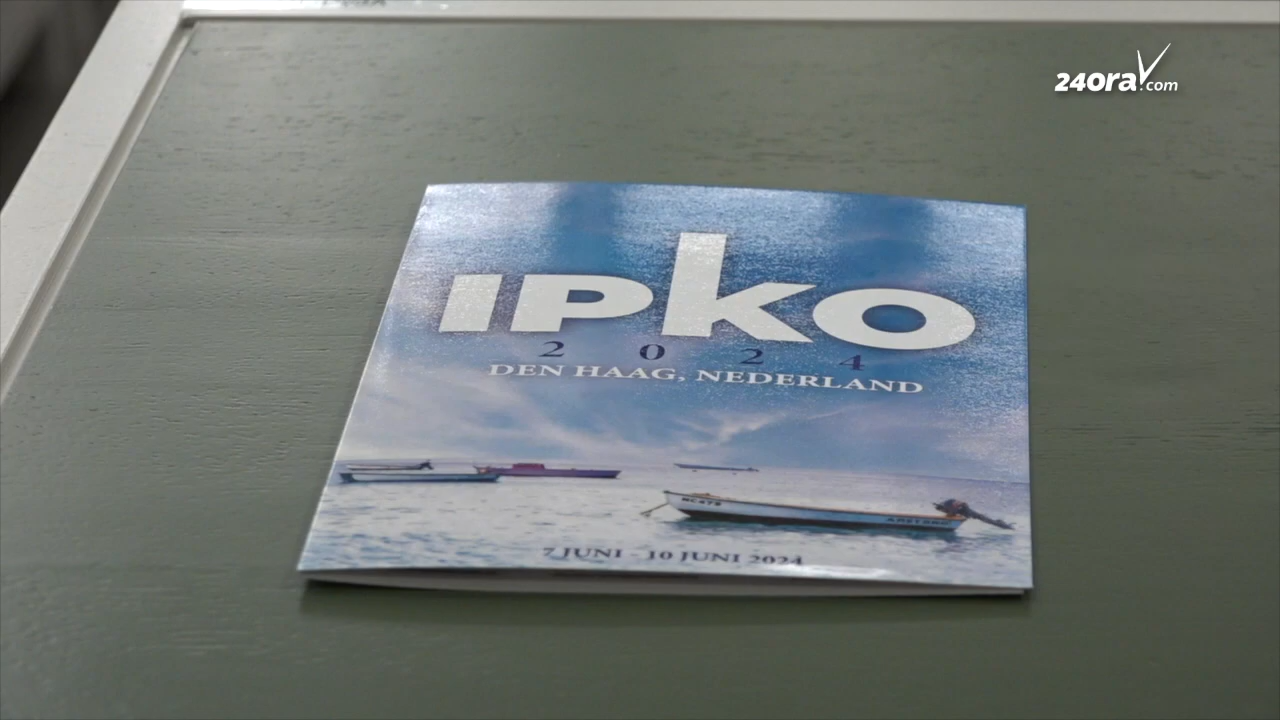 24ora.com
IPKO
2024
DEN HAAG, NEDERLAND
7 JUNI - 10 JUNI 2024